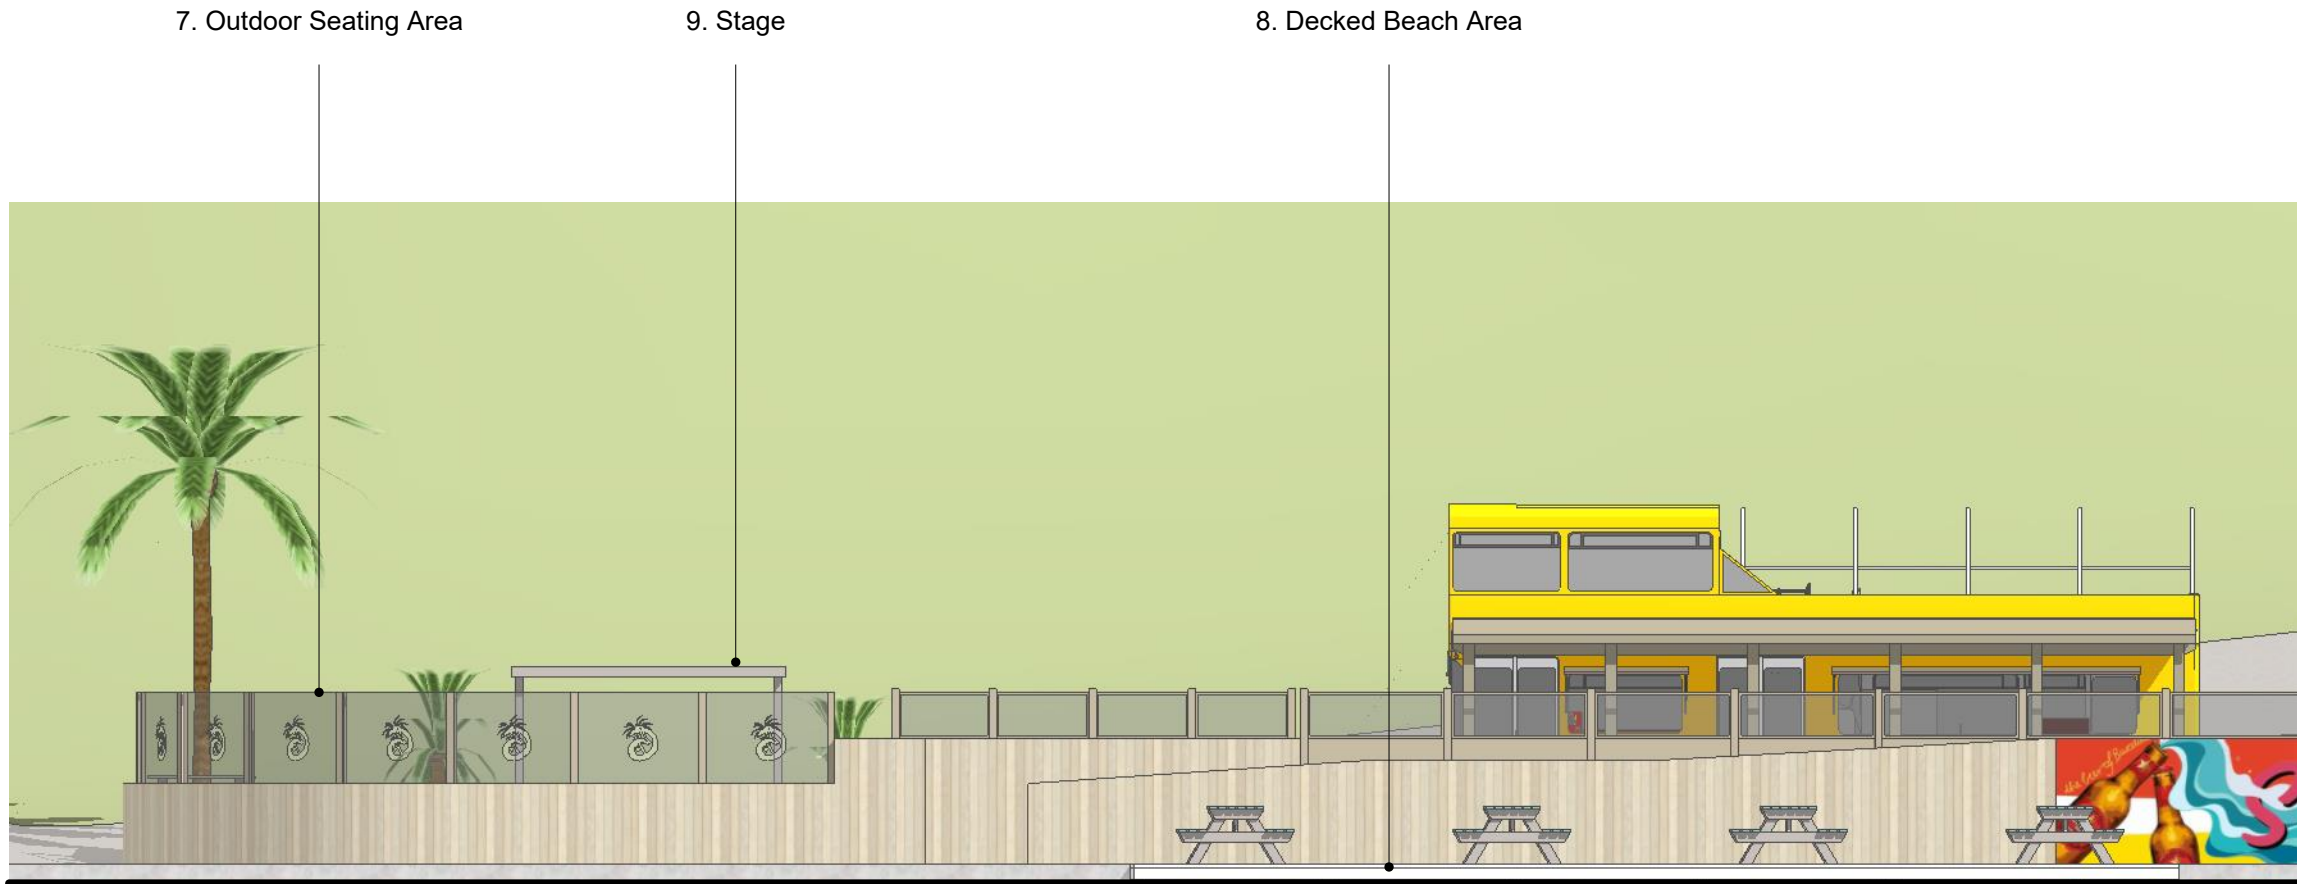 7. Outdoor Seating Area
9. Stage
8. Decked Beach Area